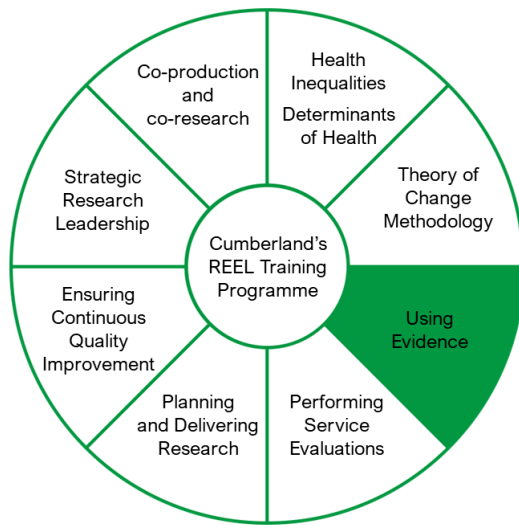 Co-production
and
co-research
Health
Inequalities
Determinants
of Health
Theory of
Change
Methodology
Using
Evidence
Performing
Service
Evaluations
Planning
and Delivering
Research
Ensuring
Continuous
Quality
Improvement
Strategic
Research
Leadership
Cumberland’s
REEL Training
Programme